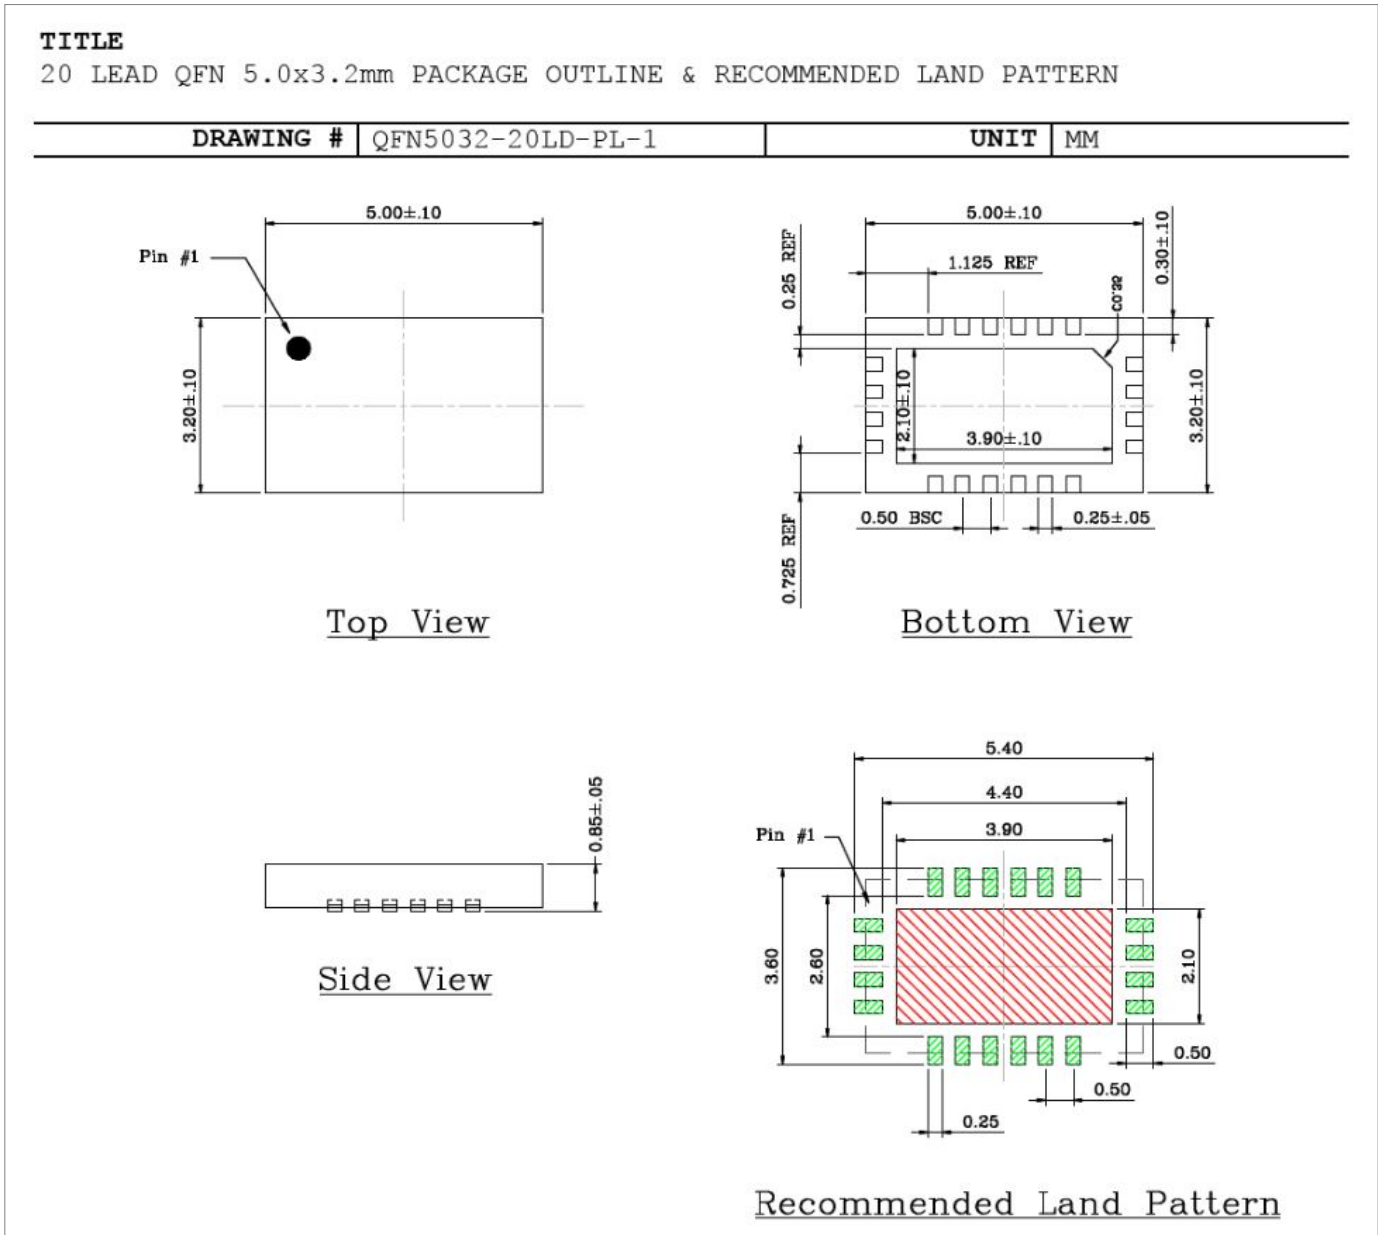 TITLE
20 LEAD QFN 5.0x3.2mm PACKAGE OUTLINE & RECOMMENDED LAND PATTERN
DRAWING # QFN5032-20LD-PL-1 UNIT MM
5.00±.10
Pin #1
3.20±.10
Top View
5.00±.10
0.25 REF
1.125 REF
0.30±.10
C0.35
2.10±.10
3.90±.10
3.20±.10
0.50 BSC
0.25±.05
0.725 REF
Bottom View
0.85±.05
Side View
5.40
4.40
3.90
Pin #1
3.60
2.60
2.10
0.50
0.50
0.25
Recommended Land Pattern